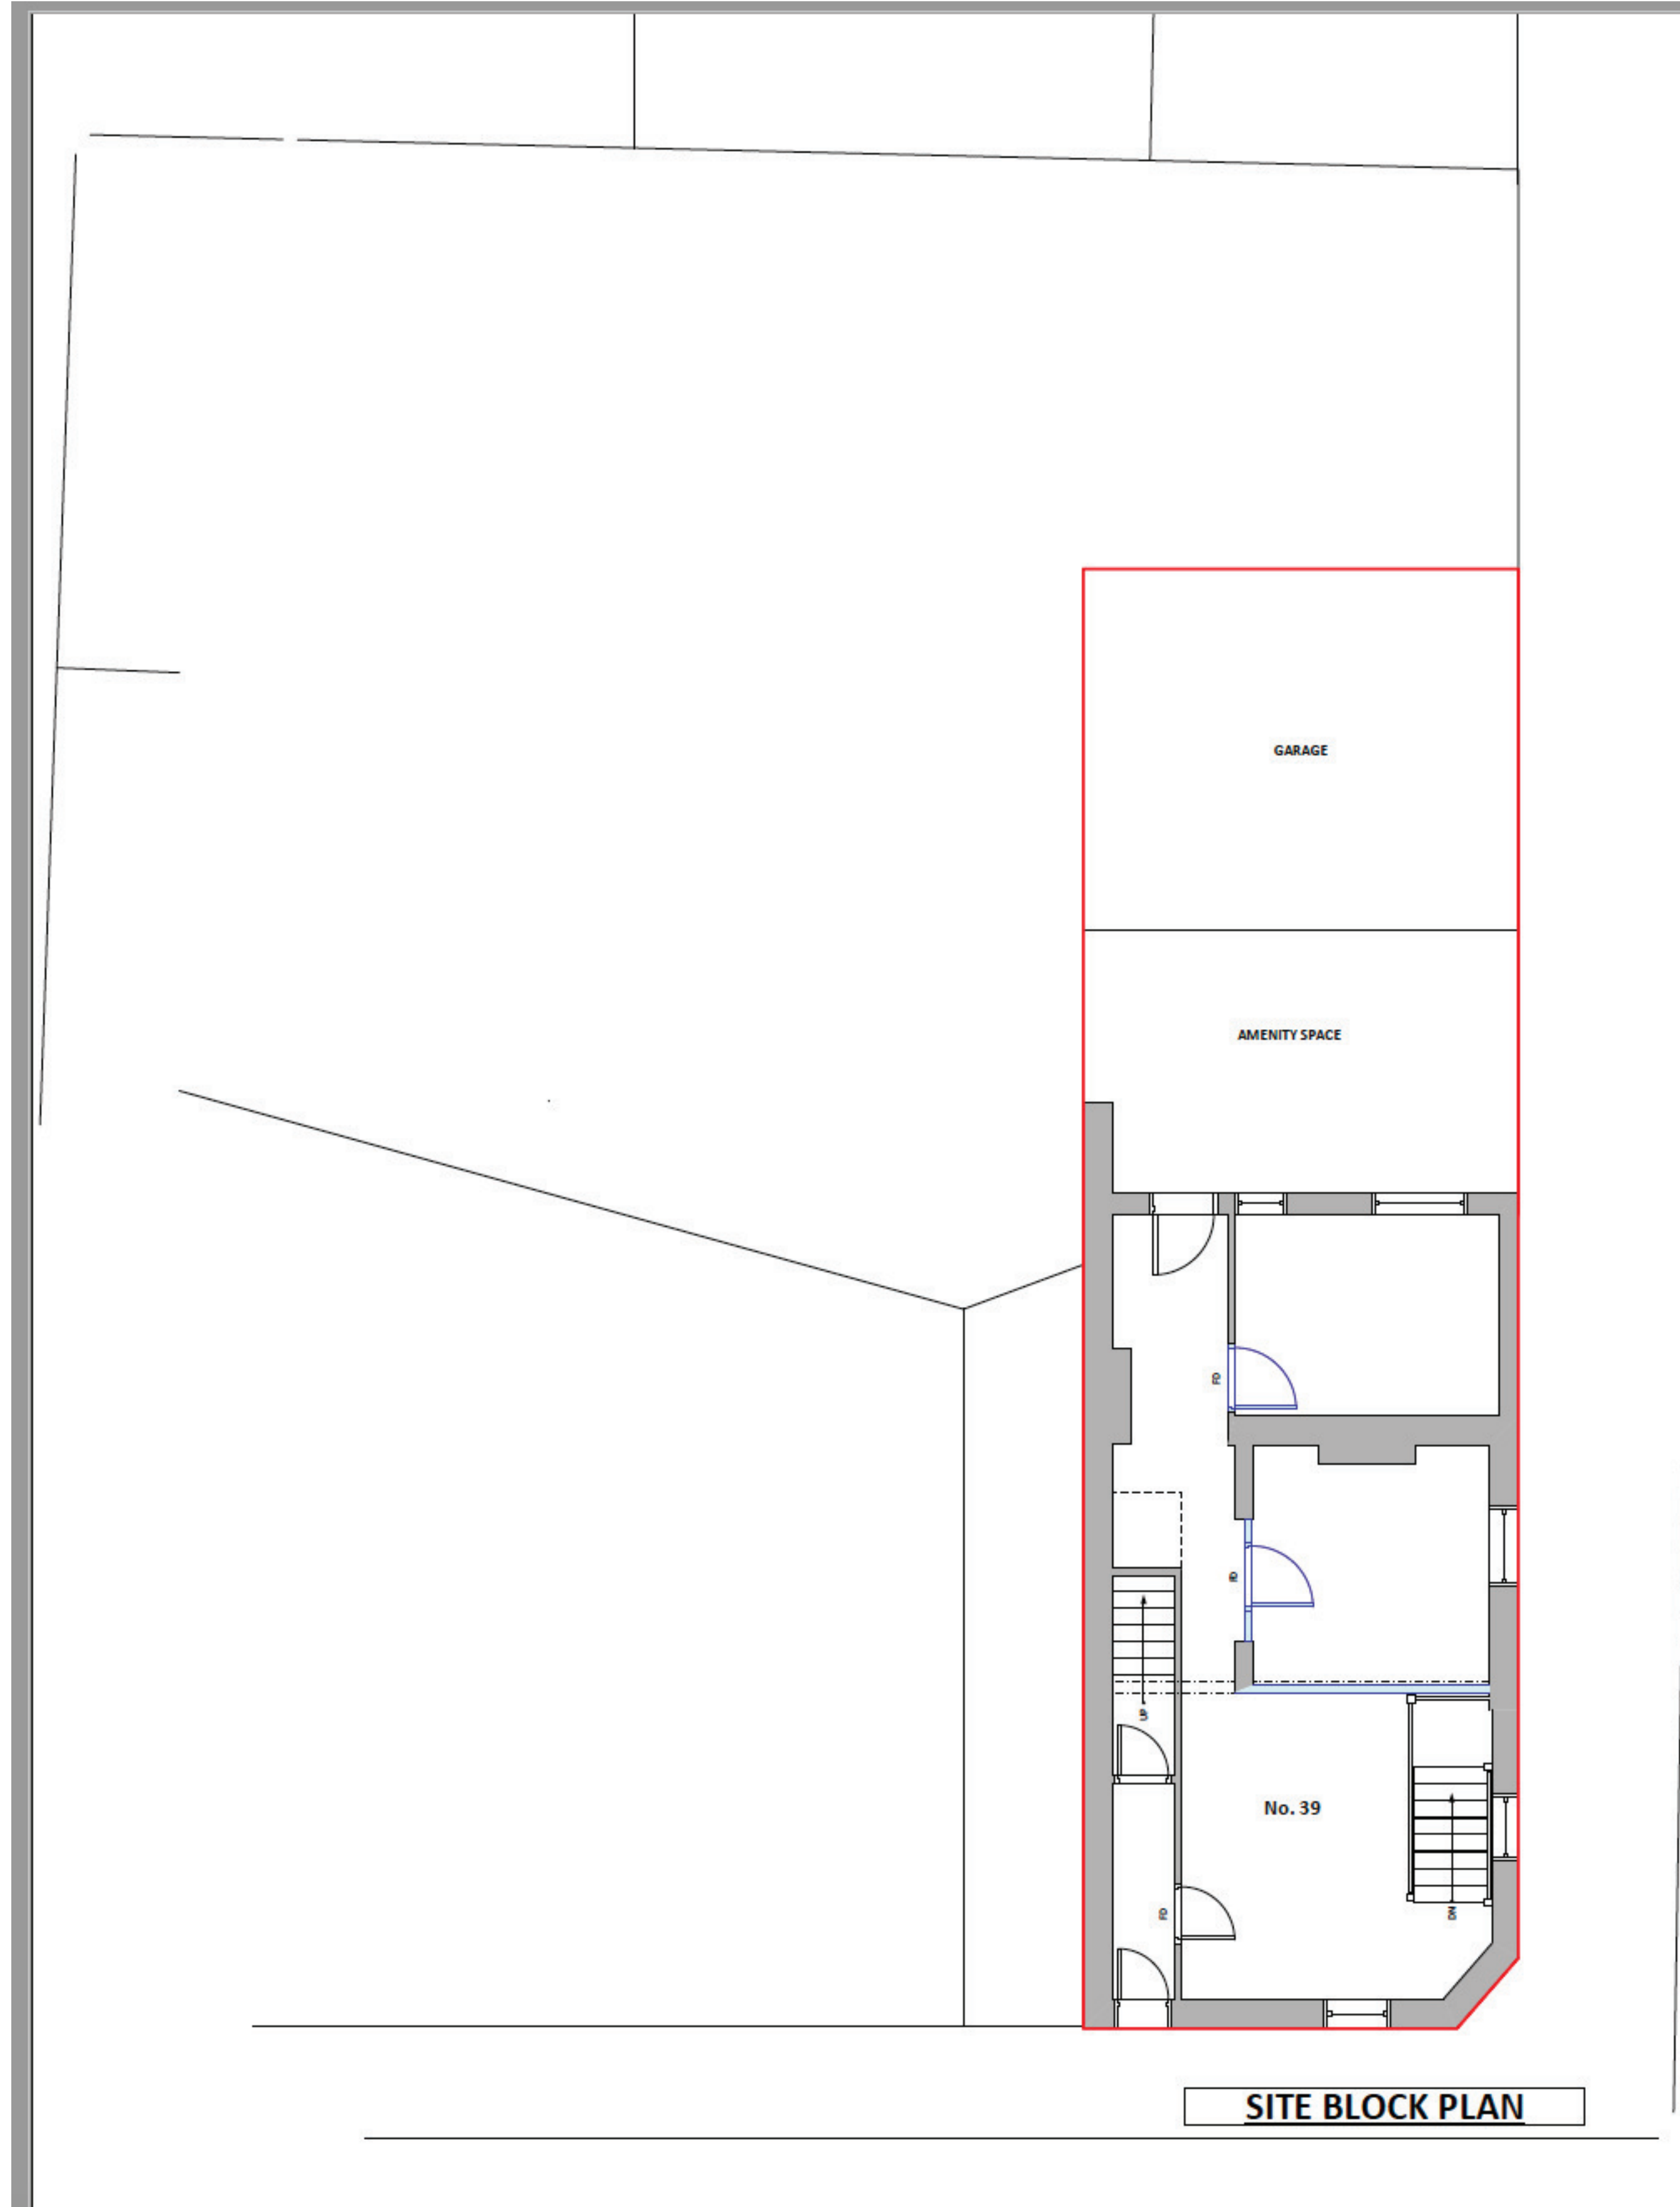 GARAGE
AMENITY SPACE
FD
FD
UP
No. 39
FD
DN
SITE BLOCK PLAN